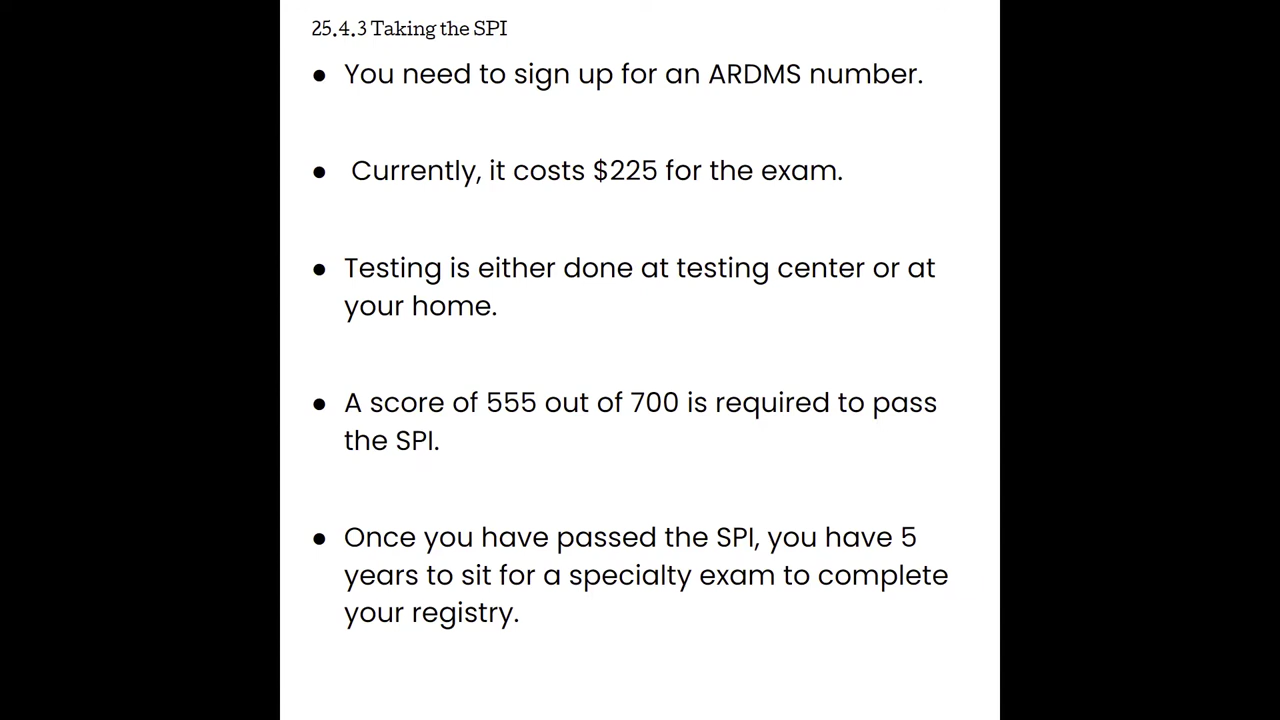 25.4.3 Taking the SPI
● You need to sign up for an ARDMS number.
● Currently, it costs $225 for the exam.
● Testing is either done at testing center or at
your home.
● A score of 555 out of 700 is required to pass
the SPI.
● Once you have passed the SPI, you have 5
years to sit for a specialty exam to complete
your registry.